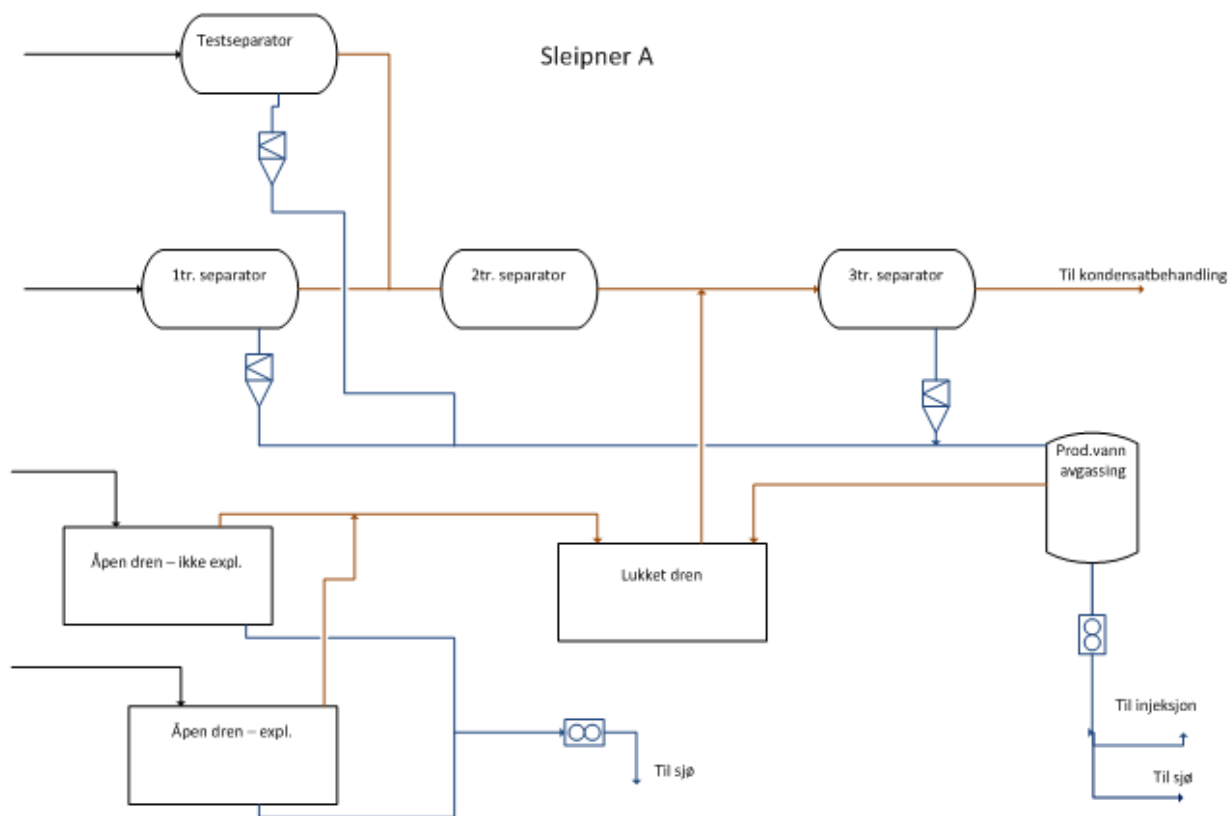 Testseparator
Sleipner A
1tr. separator
2tr. separator
3tr. separator
Til kondensatbehandling
Prod.vann
avgassing
Åpen dren – ikke expl.
Lukket dren
Åpen dren – expl.
Til injeksjon
Til sjø
Til sjø